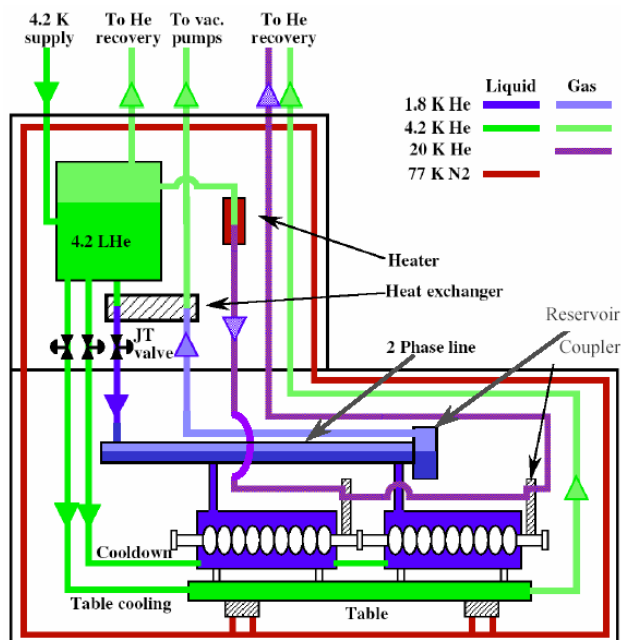 4.2 K
supply
To He
recovery
To vac.
pumps
To He
recovery
Liquid
Gas
1.8 K He
4.2 K He
20 K He
77 K N2
4.2 LHe
Heater
Heat exchanger
Reservoir
JT
valve
2 Phase line
Coupler
Cooldown
Table cooling
Table